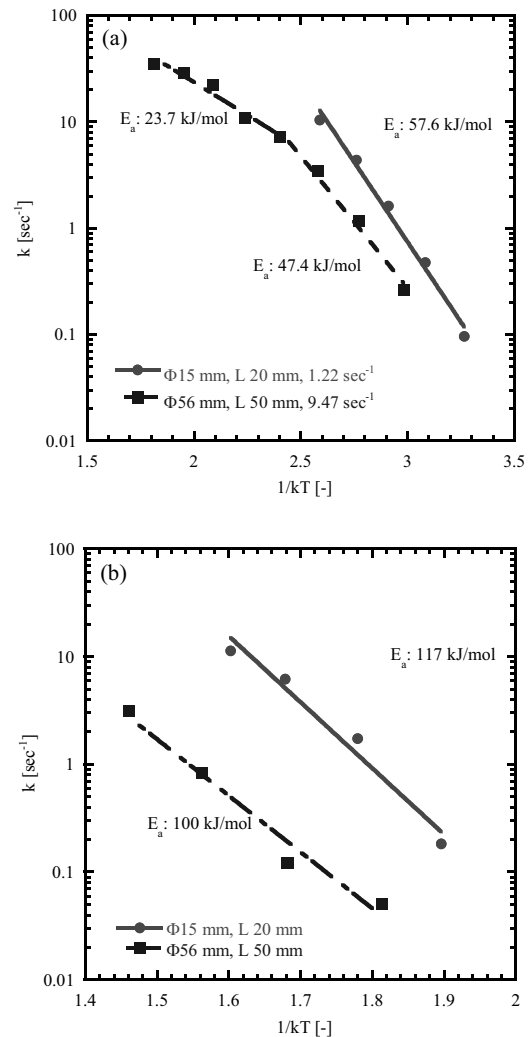 100
(a)
10
E_a: 23.7 kJ/mol
E_a: 57.6 kJ/mol
k [sec⁻¹]
1
E_a: 47.4 kJ/mol
0.1
Φ15 mm, L 20 mm, 1.22 sec⁻¹
Φ56 mm, L 50 mm, 9.47 sec⁻¹
0.01
1.5 2 2.5 3 3.5
1/kT [-]
100
(b)
10
E_a: 117 kJ/mol
k [sec⁻¹]
1
E_a: 100 kJ/mol
0.1
Φ15 mm, L 20 mm
Φ56 mm, L 50 mm
0.01
1.4 1.5 1.6 1.7 1.8 1.9 2
1/kT [-]